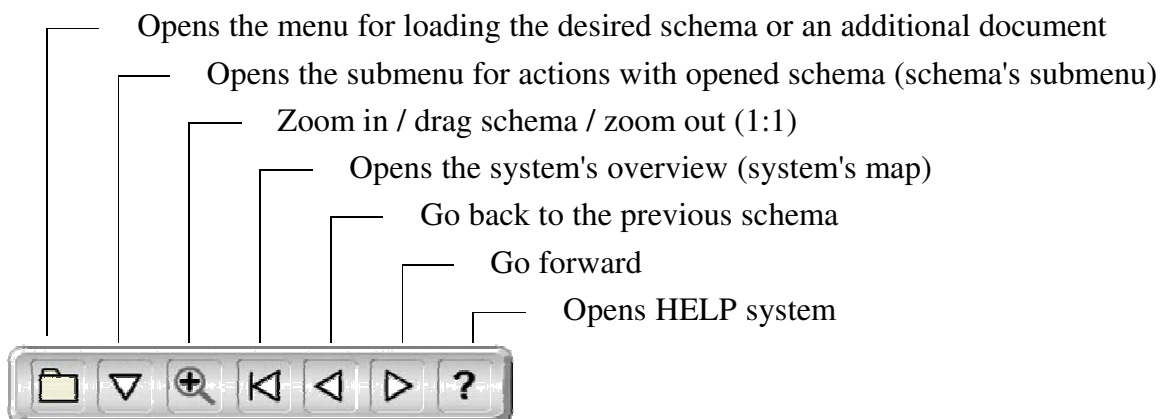 Opens the menu for loading the desired schema or an additional document
Opens the submenu for actions with opened schema (schema's submenu)
Zoom in / drag schema / zoom out (1:1)
Opens the system's overview (system's map)
Go back to the previous schema
Go forward
Opens HELP system
?